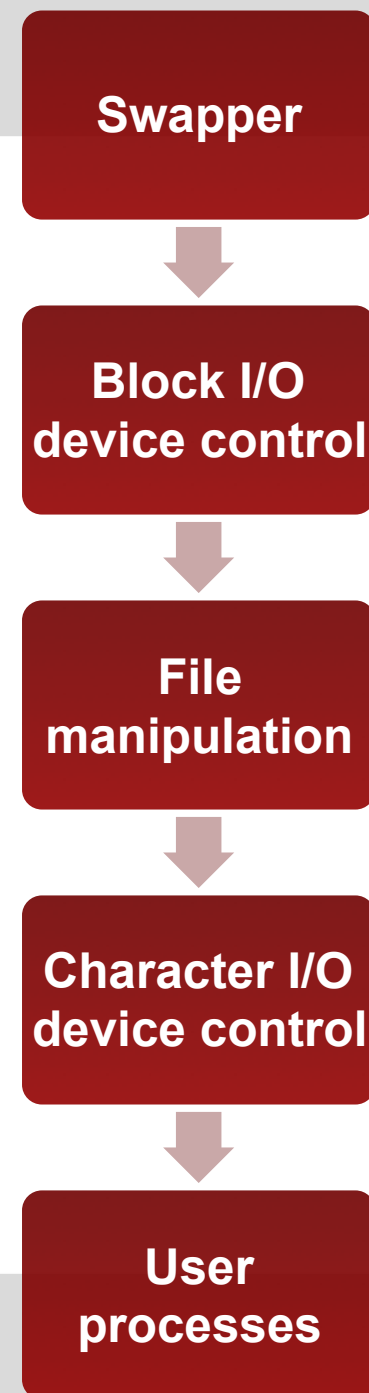 Swapper
Block I/O
device control
File
manipulation
Character I/O
device control
User
processes